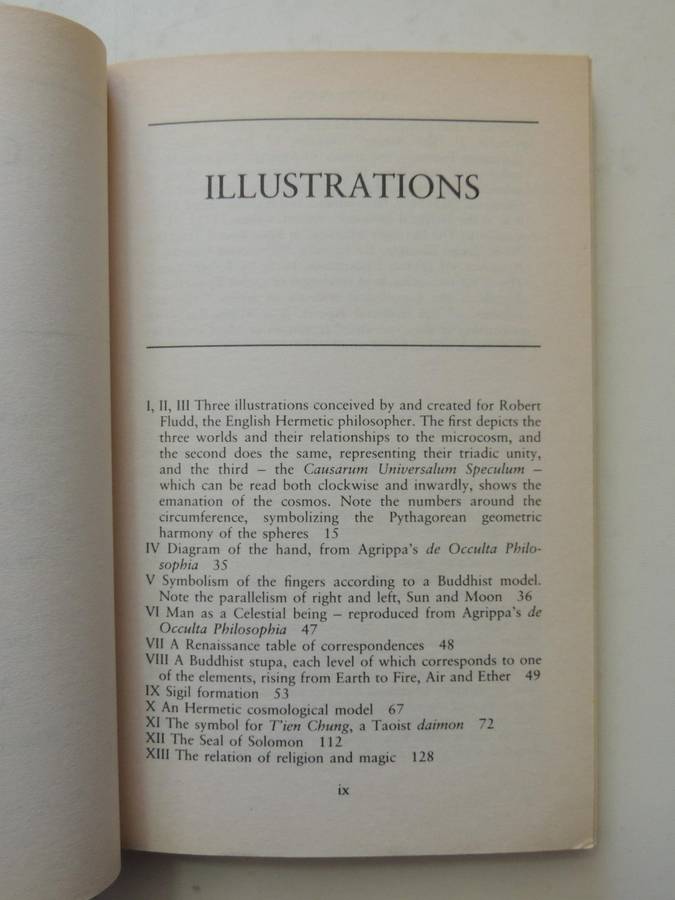 ILLUSTRATIONS
I, II, III Three illustrations conceived by and created for Robert
Fludd, the English Hermetic philosopher. The first depicts the
three worlds and their relationships to the microcosm, and
the second does the same, representing their triadic unity,
and the third – the Causarum Universalum Speculum –
which can be read both clockwise and inwardly, shows the
emanation of the cosmos. Note the numbers around the
circumference, symbolizing the Pythagorean geometric
harmony of the spheres 15
IV Diagram of the hand, from Agrippa's de Occulta Philo-
sophia 35
V Symbolism of the fingers according to a Buddhist model.
Note the parallelism of right and left, Sun and Moon 36
VI Man as a Celestial being – reproduced from Agrippa's de
Occulta Philosophia 47
VII A Renaissance table of correspondences 48
VIII A Buddhist stupa, each level of which corresponds to one
of the elements, rising from Earth to Fire, Air and Ether 49
IX Sigil formation 53
X An Hermetic cosmological model 67
XI The symbol for T'ien Chung, a Taoist daimon 72
XII The Seal of Solomon 112
XIII The relation of religion and magic 128
ix